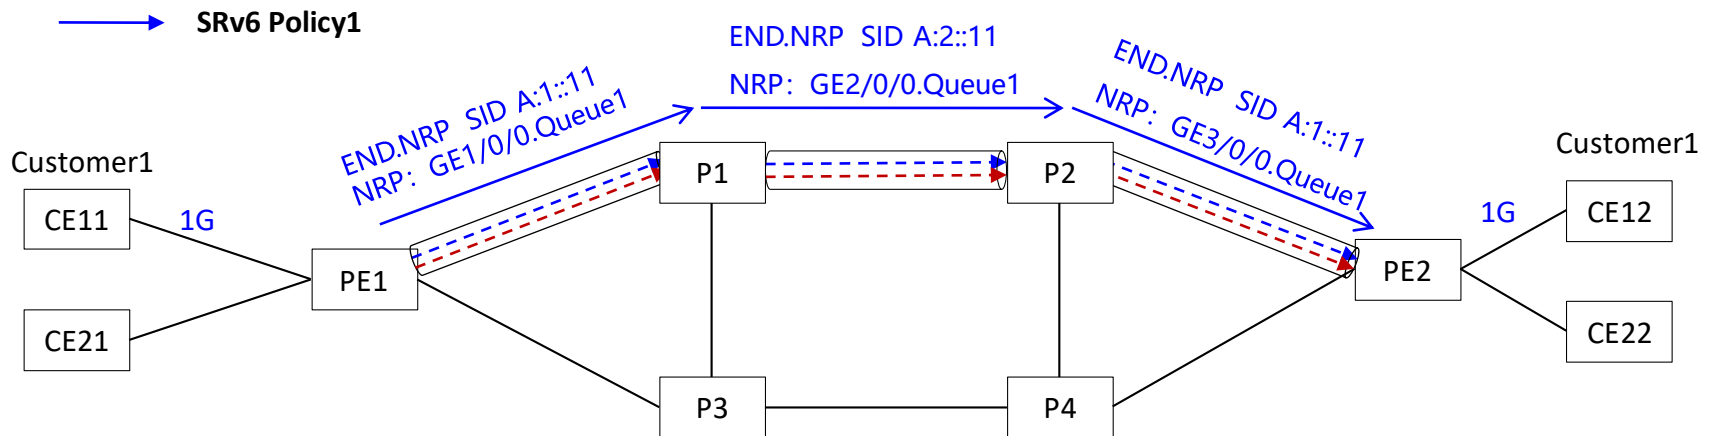 SRv6 Policy1
END.NRP SID A:1::11
NRP: GE1/0/0.Queue1
END.NRP SID A:2::11
NRP: GE2/0/0.Queue1
END.NRP SID A:1::11
NRP: GE3/0/0.Queue1
Customer1
CE11
1G
CE21
PE1
P1
P2
P3
P4
PE2
1G
Customer1
CE12
CE22